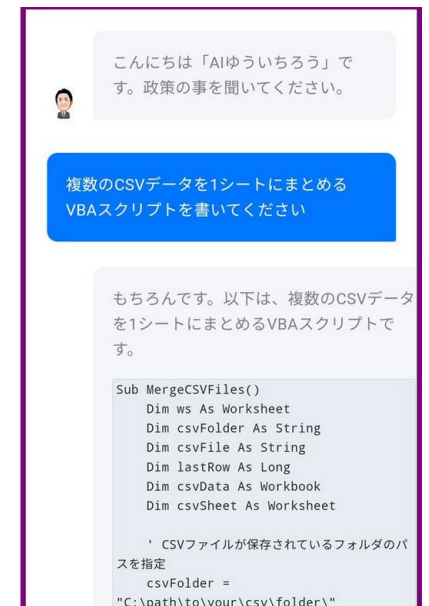 こんにちは「AIゆういちろう」で
す。政策の事を聞いてください。
複数のCSVデータを1シートにまとめる
VBAスクリプトを書いてください
もちろんです。以下は、複数のCSVデータ
を1シートにまとめるVBAスクリプトで
す。
Sub MergeCSVFiles()
    Dim ws As Worksheet
    Dim csvFolder As String
    Dim csvFile As String
    Dim lastRow As Long
    Dim csvData As Workbook
    Dim csvSheet As Worksheet
    ' CSVファイルが保存されているフォルダのパ
スを指定
    csvFolder =
"C:\path\to\your\csv\folder\"